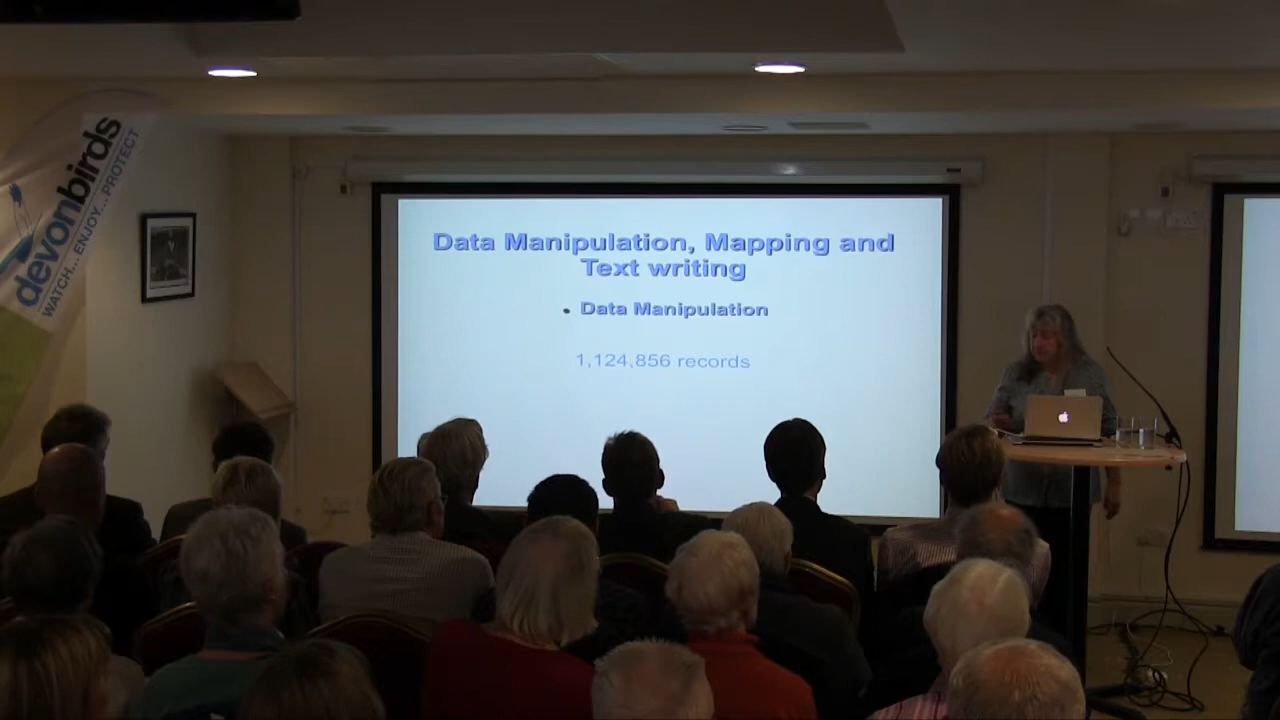 devonbirds
WATCH... ENJOY... PROTECT
Data Manipulation, Mapping and
Text writing
• Data Manipulation
1,124,856 records